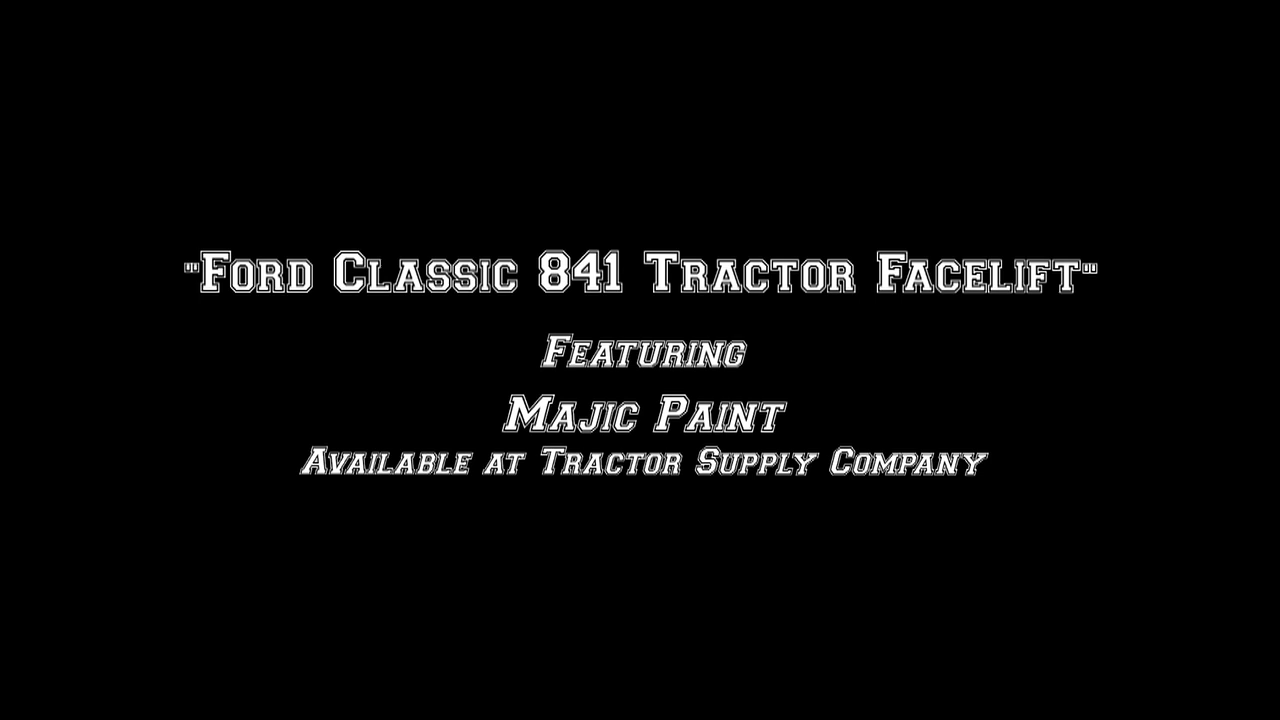 "Ford Classic 841 Tractor Facelift"
Featuring
Majic Paint
Available at Tractor Supply Company